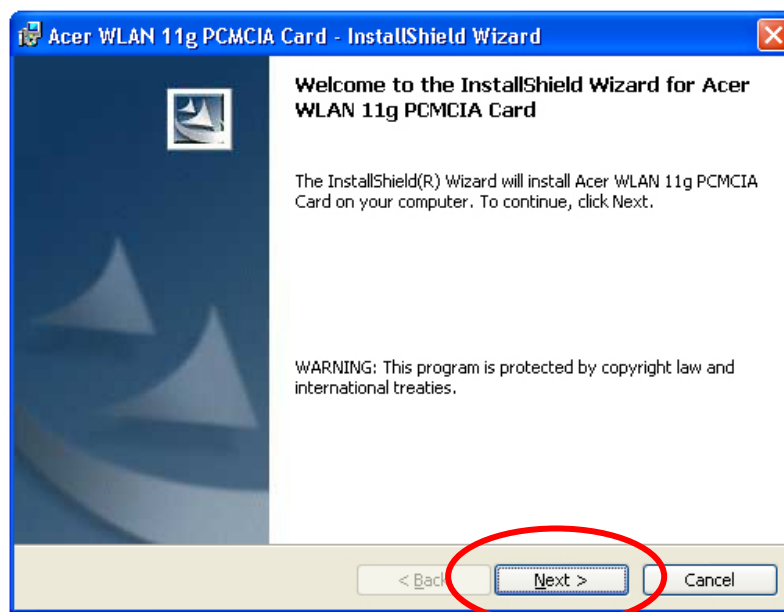 Acer WLAN 11g PCMCIA Card - InstallShield Wizard
Welcome to the InstallShield Wizard for Acer
WLAN 11g PCMCIA Card
The InstallShield(R) Wizard will install Acer WLAN 11g PCMCIA
Card on your computer. To continue, click Next.
WARNING: This program is protected by copyright law and
international treaties.
< Back Next > Cancel